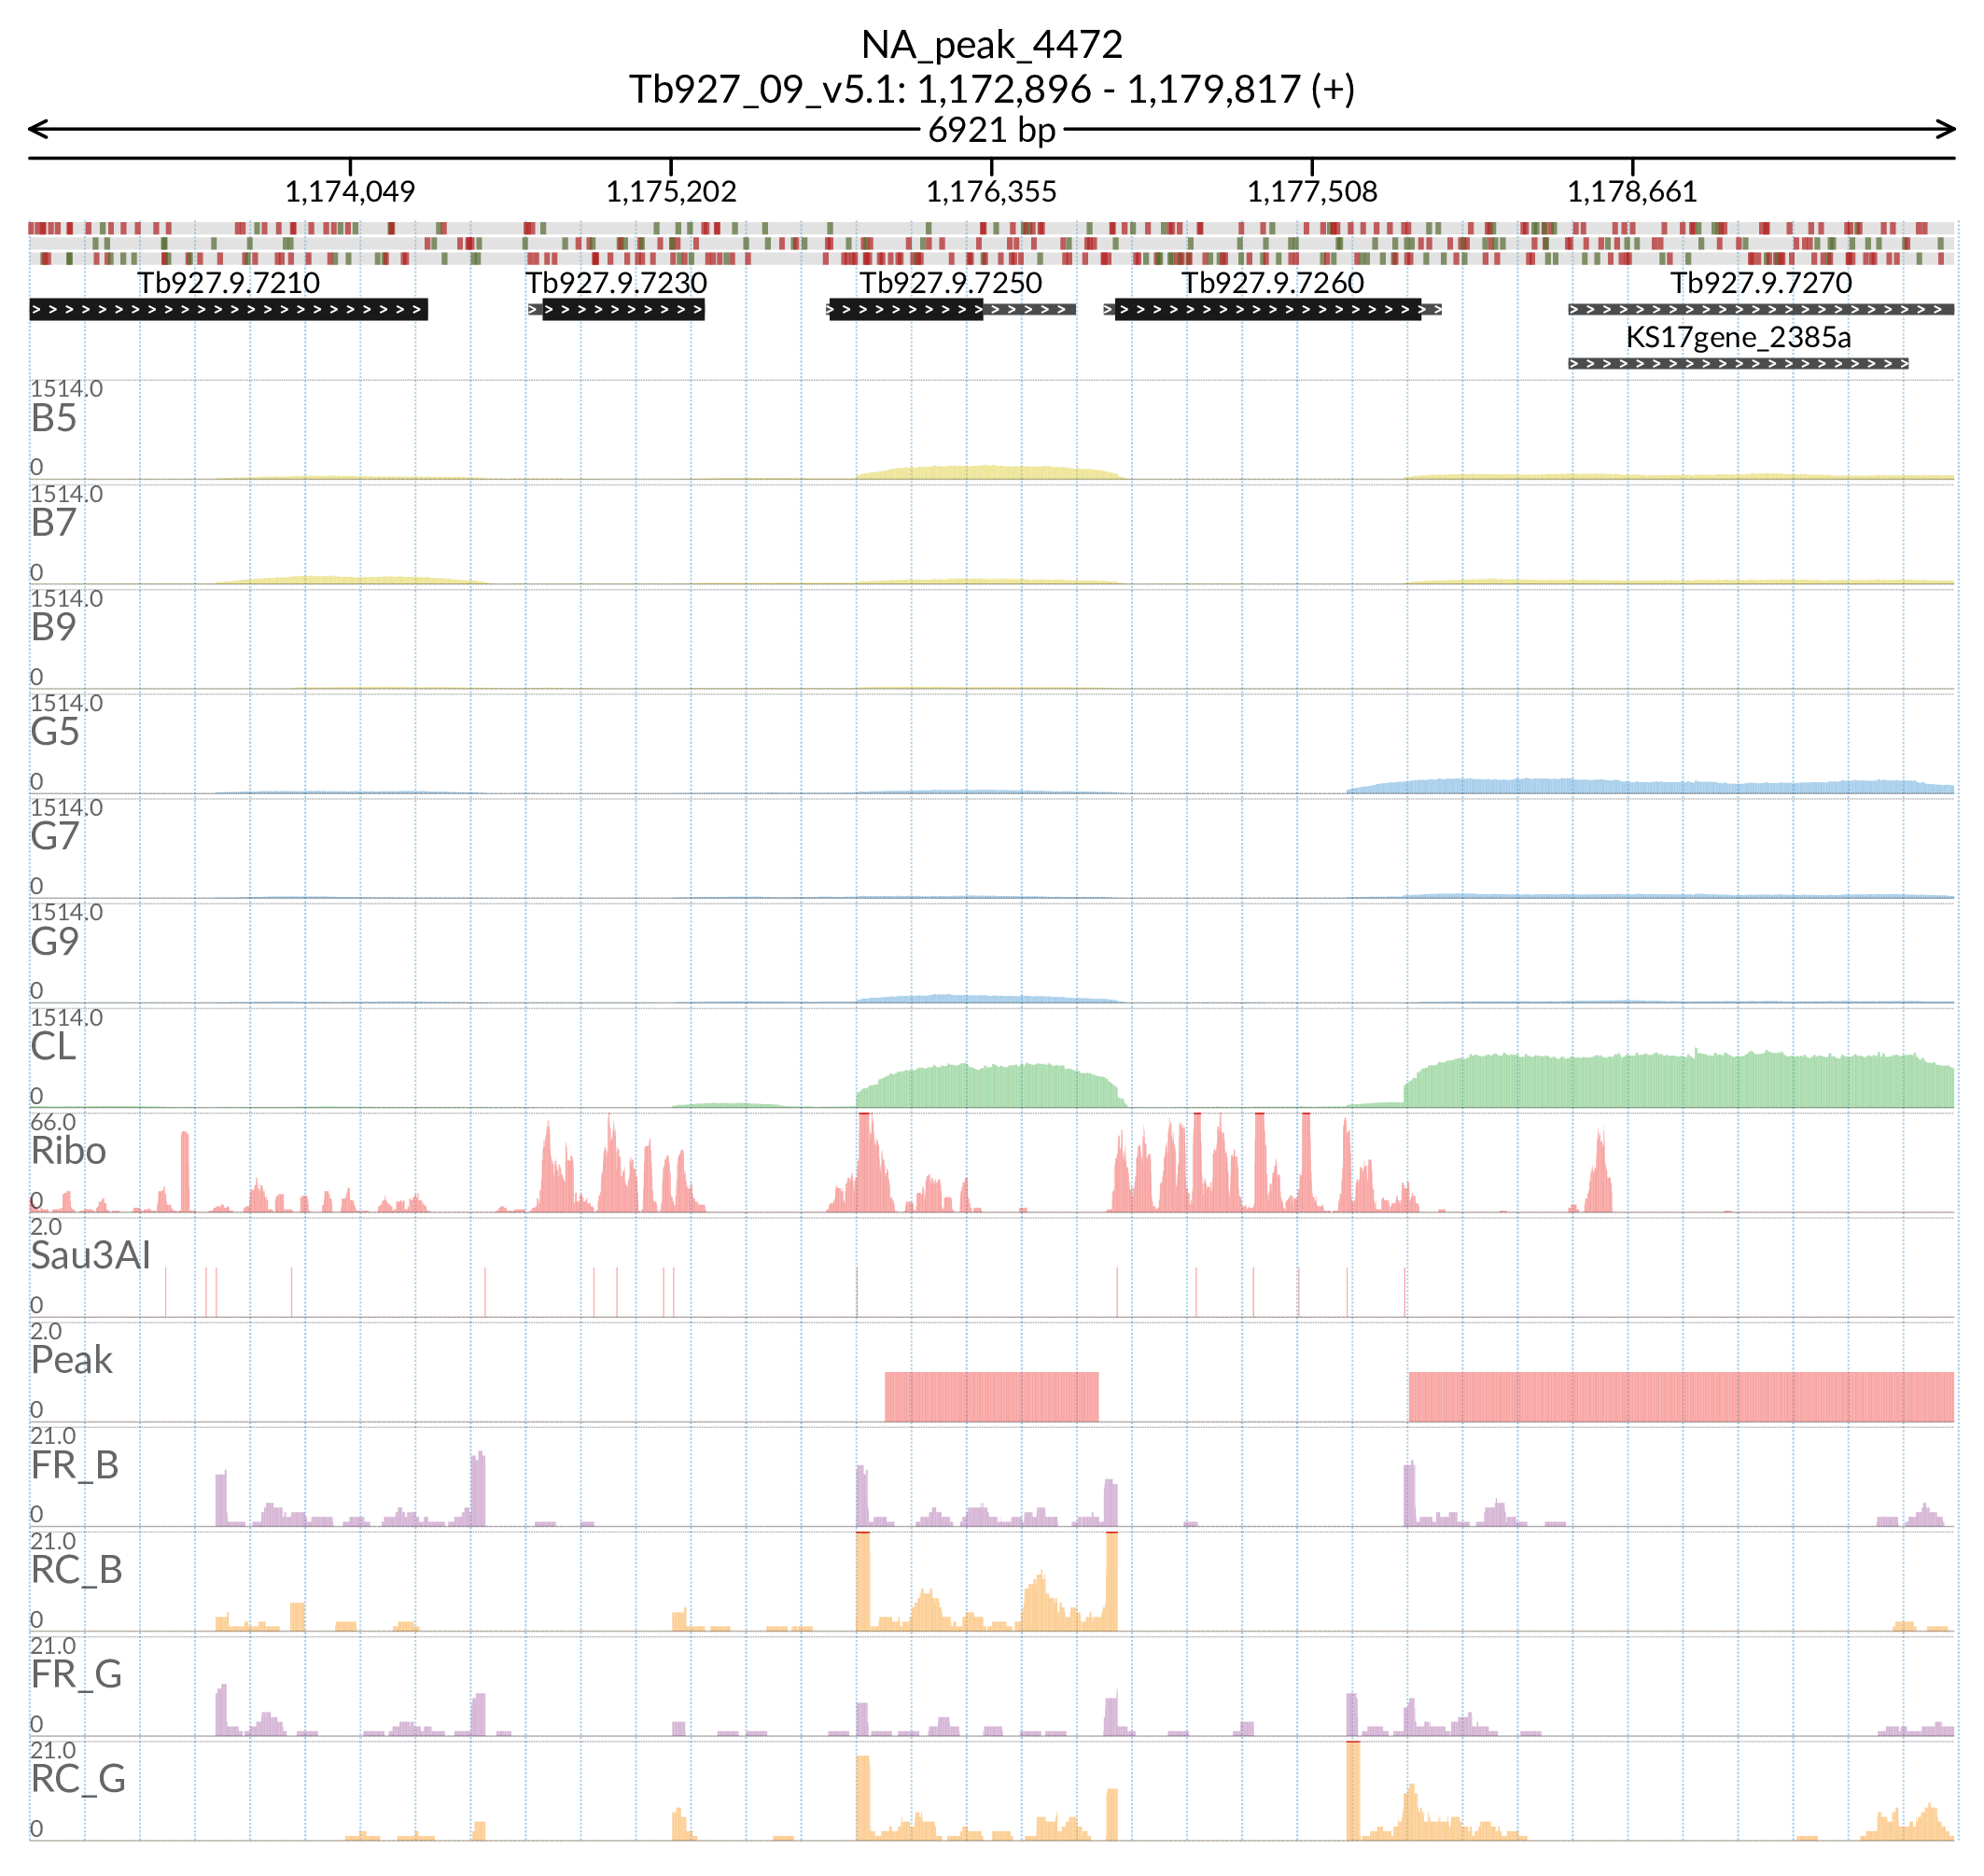 NA_peak_4472
Tb927_09_v5.1: 1,172,896 - 1,179,817 (+)
6921 bp
1,174,049 1,175,202 1,176,355 1,177,508 1,178,661
Tb927.9.7210 Tb927.9.7230 Tb927.9.7250 Tb927.9.7260 Tb927.9.7270
KS17gene_2385a
1514.0
B5
0
1514.0
B7
0
1514.0
B9
0
1514.0
G5
0
1514.0
G7
0
1514.0
G9
0
1514.0
CL
0
66.0
Ribo
0
2.0
Sau3AI
0
2.0
Peak
0
21.0
FR_B
0
21.0
RC_B
0
21.0
FR_G
0
21.0
RC_G
0